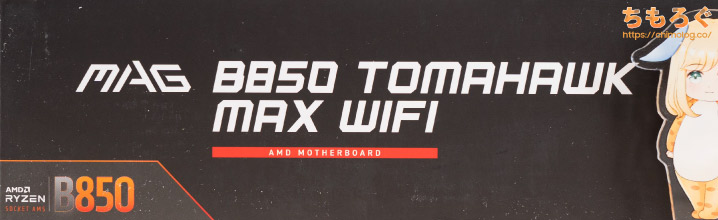 ちもろぐ
https://chimolog.co/
MAG B850 TOMAHAWK
MAX WIFI
AMD MOTHERBOARD
AMD
RYZEN
SOCKET AM5
B850